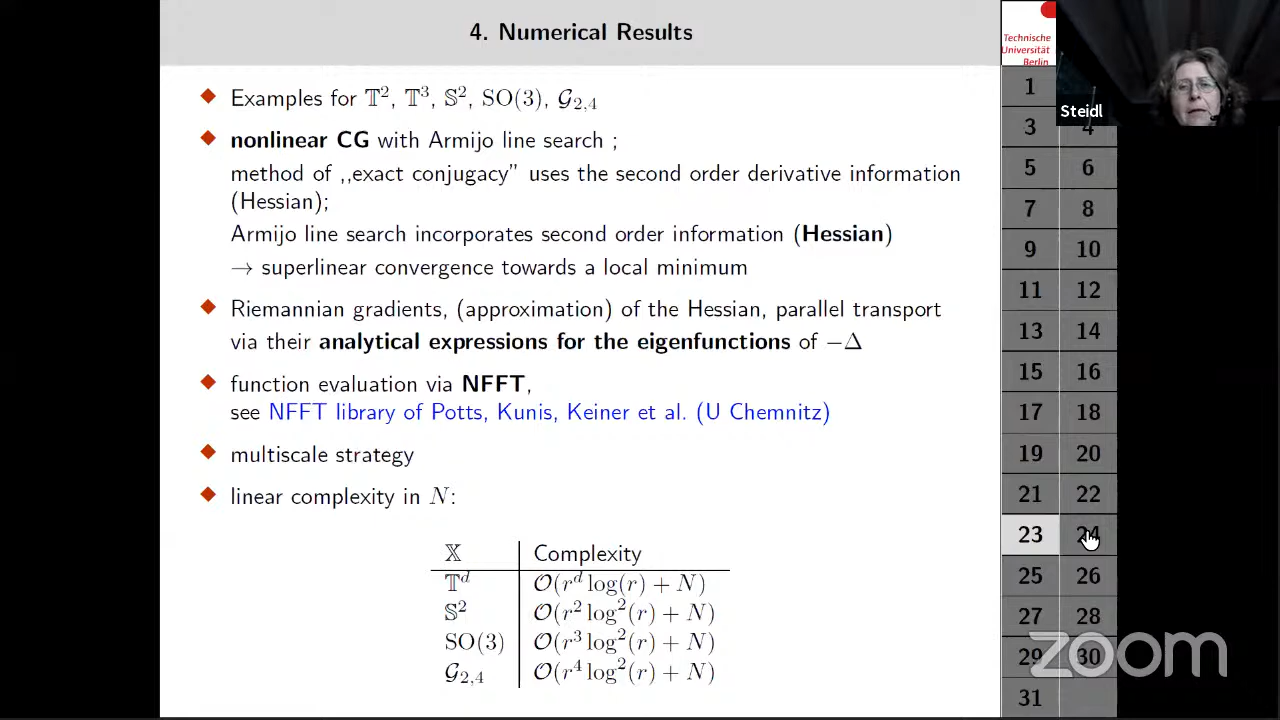 4. Numerical Results
Examples for 𝕋², 𝕋³, 𝕊², SO(3), 𝒢₂,₄
nonlinear CG with Armijo line search ;
method of ,,exact conjugacy” uses the second order derivative information
(Hessian);
Armijo line search incorporates second order information (Hessian)
→ superlinear convergence towards a local minimum
Riemannian gradients, (approximation) of the Hessian, parallel transport
via their analytical expressions for the eigenfunctions of −Δ
function evaluation via NFFT,
see NFFT library of Potts, Kunis, Keiner et al. (U Chemnitz)
multiscale strategy
linear complexity in N:
𝕏 Complexity
𝕋ᵈ 𝒪(rᵈ log(r) + N)
𝕊² 𝒪(r² log²(r) + N)
SO(3) 𝒪(r³ log²(r) + N)
𝒢₂,₄ 𝒪(r⁴ log²(r) + N)
Technische
Universität
Berlin
Steidl
1
3 4
5 6
7 8
9 10
11 12
13 14
15 16
17 18
19 20
21 22
23 24
25 26
27 28
29 30
31
zoom